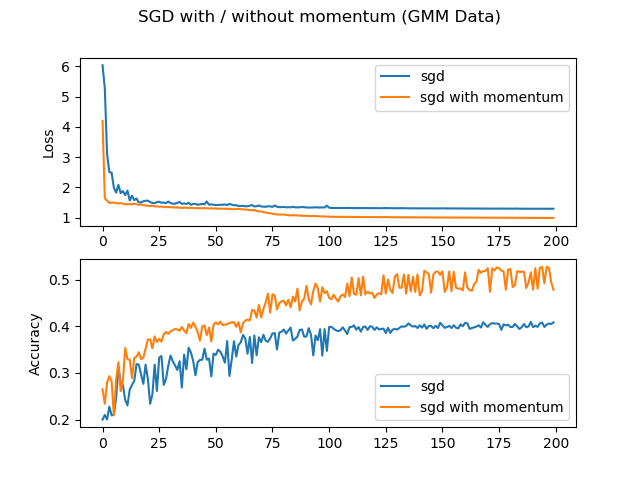 SGD with / without momentum (GMM Data)
6
5
4
3
2
1
Loss
sgd
sgd with momentum
0 25 50 75 100 125 150 175 200
0.5
0.4
0.3
0.2
Accuracy
sgd
sgd with momentum
0 25 50 75 100 125 150 175 200